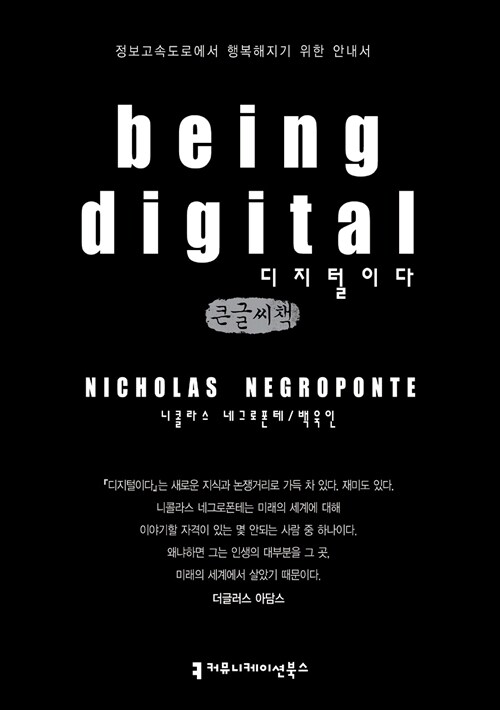 정보고속도로에서 행복해지기 위한 안내서
being
digital
디지털이다
큰글씨책
NICHOLAS NEGROPONTE
니콜라스 네그로폰테/백욱인
『디지털이다』는 새로운 지식과 논쟁거리로 가득 차 있다. 재미도 있다.
니콜라스 네그로폰테는 미래의 세계에 대해
이야기할 자격이 있는 몇 안되는 사람 중 하나이다.
왜냐하면 그는 인생의 대부분을 그 곳,
미래의 세계에서 살았기 때문이다.
더글러스 아담스
커뮤니케이션북스